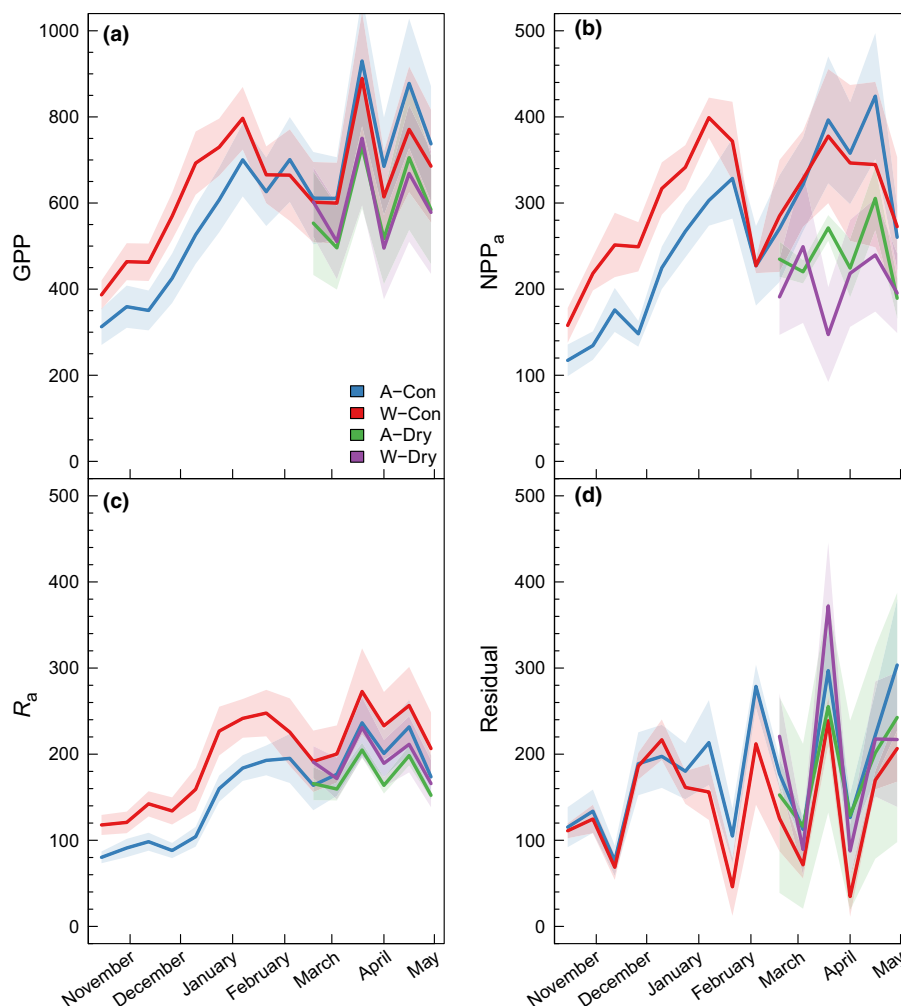 (a)
GPP
1000
800
600
400
200
0
A−Con
W−Con
A−Dry
W−Dry
(b)
NPPa
500
400
300
200
100
0
(c)
Ra
500
400
300
200
100
0
November
December
January
February
March
April
May
(d)
Residual
500
400
300
200
100
0
November
December
January
February
March
April
May